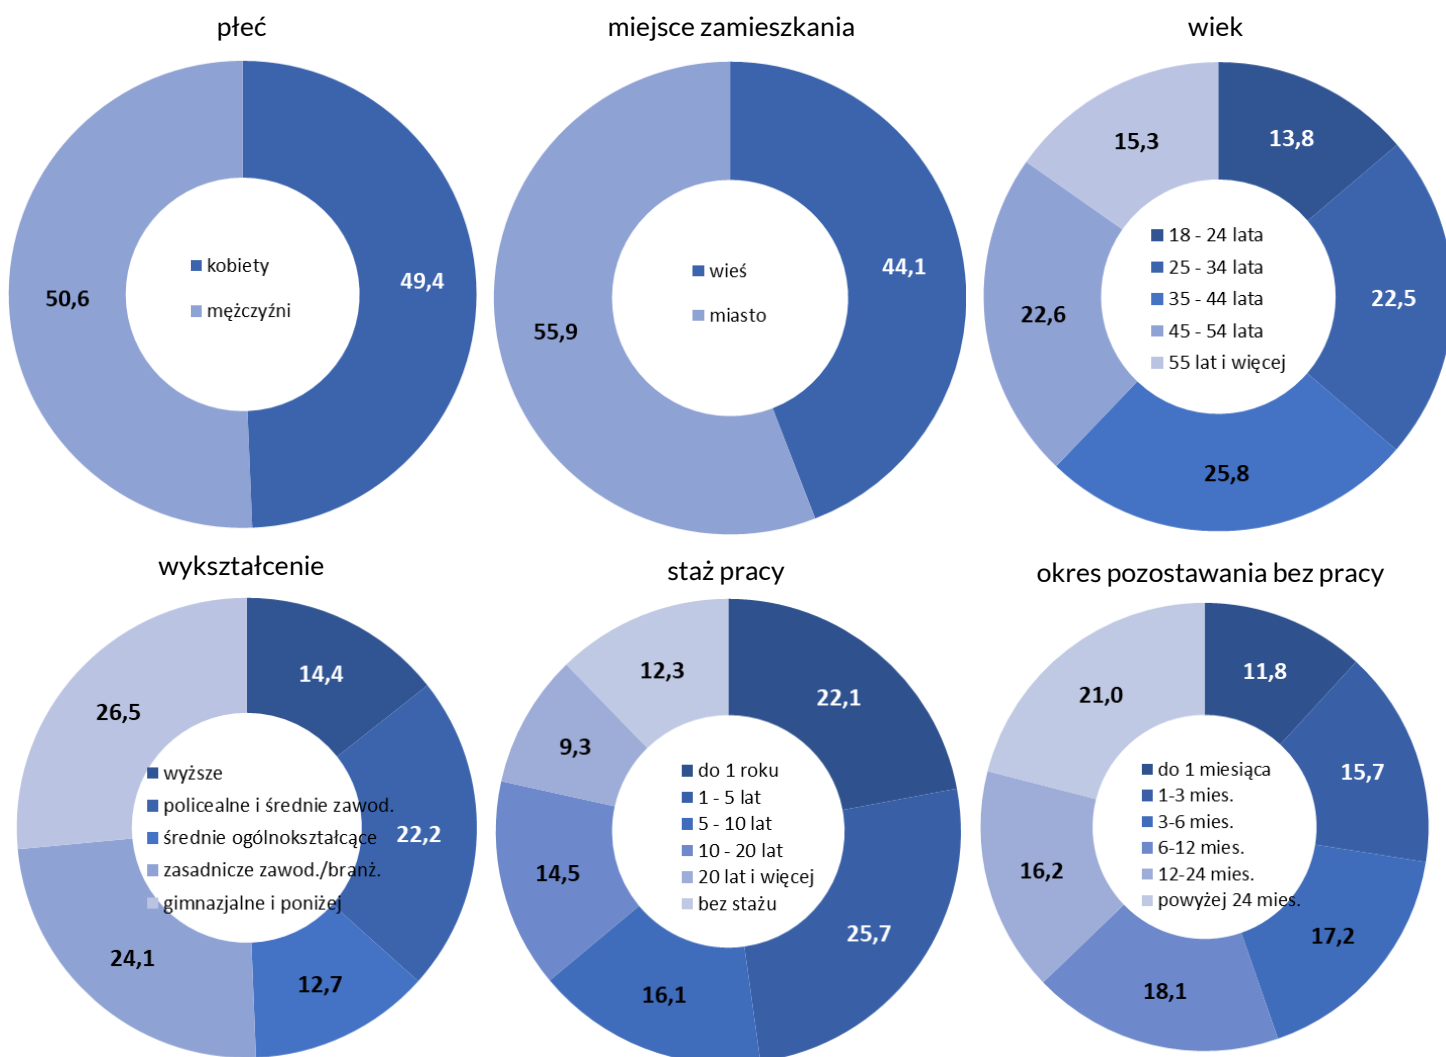 płeć
kobiety
mężczyźni
49,4
50,6
miejsce zamieszkania
wieś
miasto
44,1
55,9
wiek
13,8
22,5
25,8
22,6
15,3
18 - 24 lata
25 - 34 lata
35 - 44 lata
45 - 54 lata
55 lat i więcej
wykształcenie
14,4
22,2
12,7
24,1
26,5
wyższe
policealne i średnie zawod.
średnie ogólnokształcące
zasadnicze zawod./branż.
gimnazjalne i poniżej
staż pracy
22,1
25,7
16,1
14,5
9,3
12,3
do 1 roku
1 - 5 lat
5 - 10 lat
10 - 20 lat
20 lat i więcej
bez stażu
okres pozostawania bez pracy
11,8
15,7
17,2
18,1
16,2
21,0
do 1 miesiąca
1-3 mies.
3-6 mies.
6-12 mies.
12-24 mies.
powyżej 24 mies.